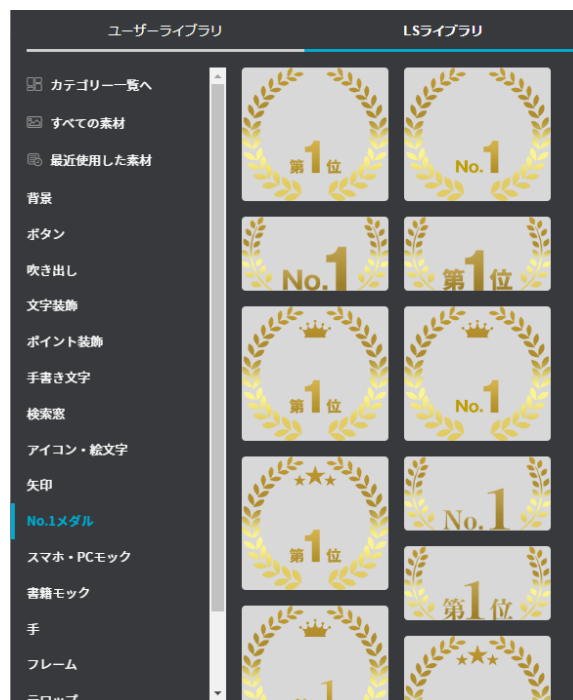 ユーザーライブラリ
LSライブラリ
カテゴリー一覧へ
すべての素材
最近使用した素材
背景
ボタン
吹き出し
文字装飾
ポイント装飾
手書き文字
検索窓
アイコン・絵文字
矢印
No.1メダル
スマホ・PCモック
書籍モック
手
フレーム
テロップ
第1位
No.1
No.1
第1位
第1位
No.1
第1位
No.1
第1位